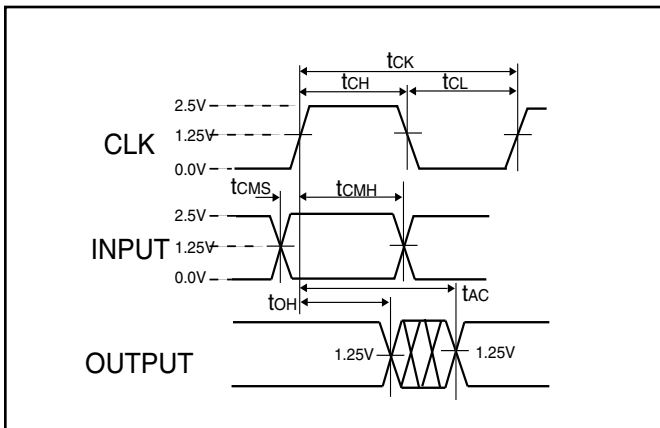 tCK
tCH tCL
2.5V
CLK 1.25V
0.0V
tCMS tCMH
2.5V
INPUT 1.25V
0.0V
tOH tAC
OUTPUT 1.25V 1.25V